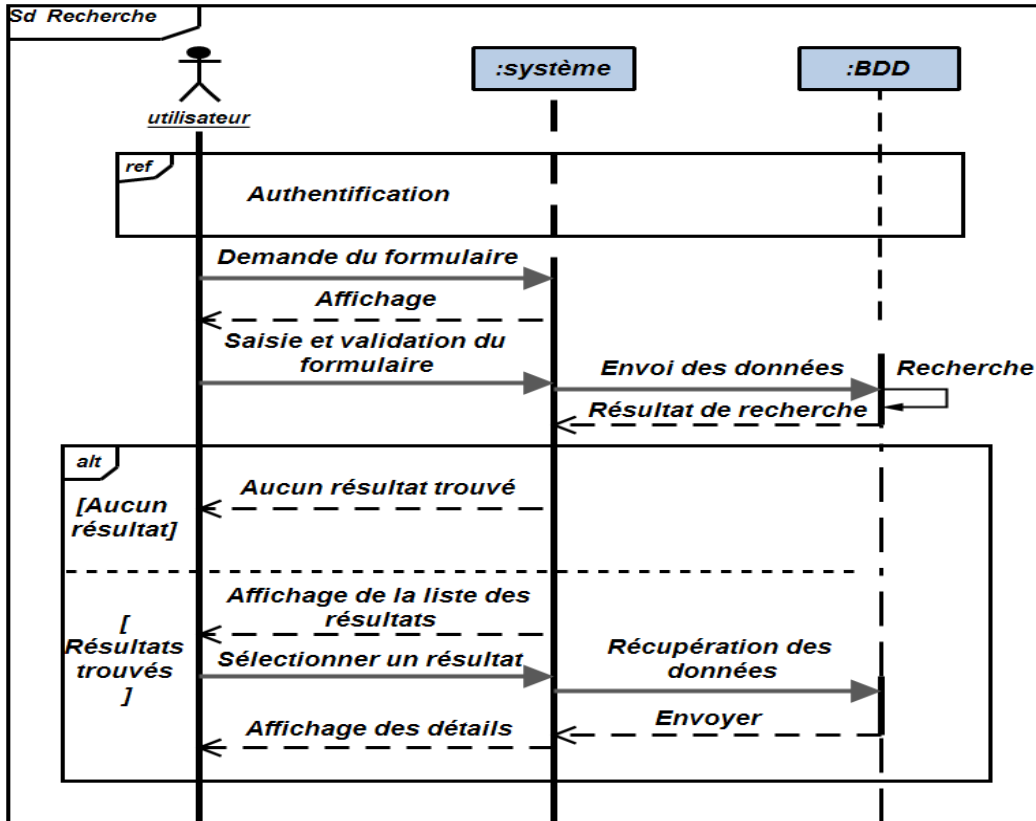 Sd Recherche
:système
:BDD
utilisateur
ref
Authentification
Demande du formulaire
Affichage
Saisie et validation du
formulaire
Envoi des données
Recherche
Résultat de recherche
alt
[Aucun
résultat]
Aucun résultat trouvé
Affichage de la liste des
résultats
[
Résultats
trouvés
]
Sélectionner un résultat
Récupération des
données
Envoyer
Affichage des détails